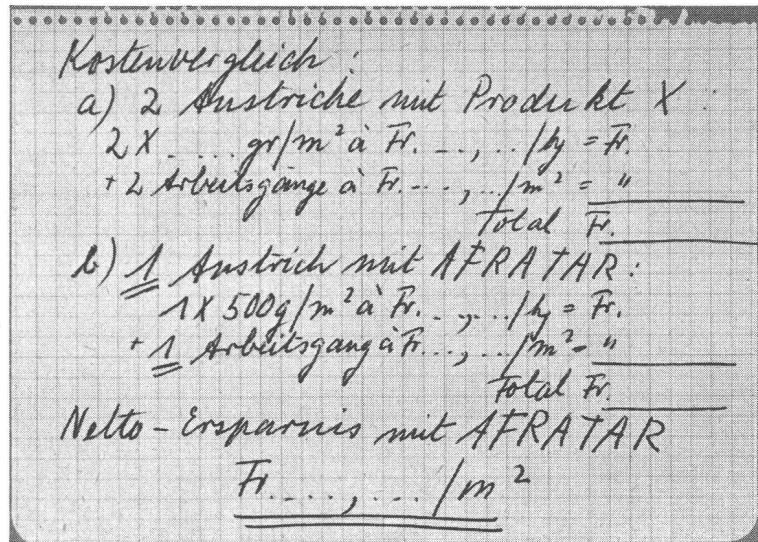 Kostenvergleich:
a) 2 Anstriche mit Produkt X
2 X ..... gr/m² à Fr. ..., .../kg = Fr.
+ 2 Arbeitsgänge à Fr. ..., .../m² = "
Total Fr.
b) 1 Anstrich mit AFRATAR:
1 X 500g/m² à Fr. ..., .../kg = Fr.
+ 1 Arbeitsgang à Fr. ..., .../m² = "
Total Fr.
Netto-Ersparnis mit AFRATAR
Fr. ...., .... /m²